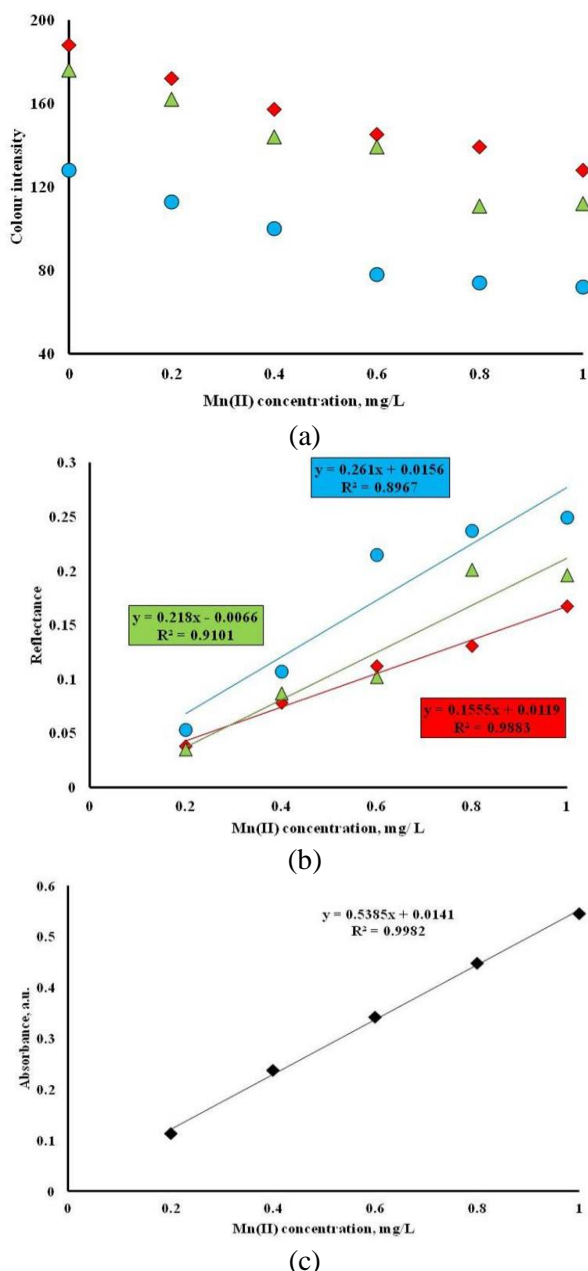 200
160
120
80
40
Colour intensity
0 0.2 0.4 0.6 0.8 1
Mn(II) concentration, mg/L
(a)
0.3
0.25
0.2
0.15
0.1
0.05
0
Reflectance
y = 0.261x + 0.0156
R² = 0.8967
y = 0.218x - 0.0066
R² = 0.9101
y = 0.1555x + 0.0119
R² = 0.9883
0 0.2 0.4 0.6 0.8 1
Mn(II) concentration, mg/ L
(b)
0.6
0.5
0.4
0.3
0.2
0.1
0
Absorbance, a.u.
y = 0.5385x + 0.0141
R² = 0.9982
0 0.2 0.4 0.6 0.8 1
Mn(II) concentration, mg/L
(c)